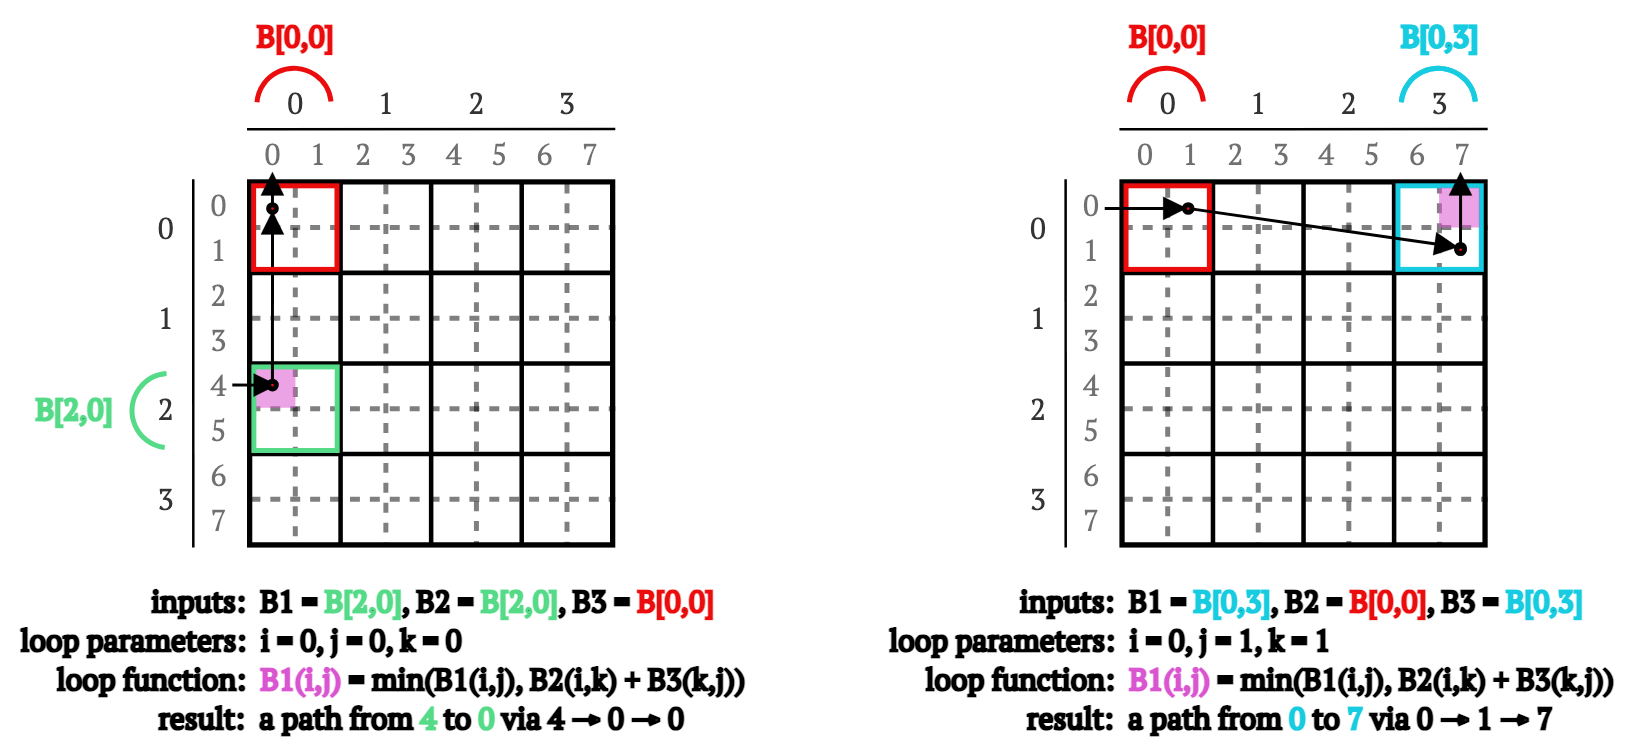 B[0,0]
0 1 2 3
0 1 2 3 4 5 6 7
0
0
1
1
2
3
B[2,0]
2
4
5
3
6
7
inputs: B1 = B[2,0], B2 = B[2,0], B3 = B[0,0]
loop parameters: i = 0, j = 0, k = 0
loop function: B1(i,j) = min(B1(i,j), B2(i,k) + B3(k,j))
result: a path from 4 to 0 via 4 → 0 → 0
B[0,0] B[0,3]
0 1 2 3
0 1 2 3 4 5 6 7
0
0
1
1
2
3
2
4
5
3
6
7
inputs: B1 = B[0,3], B2 = B[0,0], B3 = B[0,3]
loop parameters: i = 0, j = 1, k = 1
loop function: B1(i,j) = min(B1(i,j), B2(i,k) + B3(k,j))
result: a path from 0 to 7 via 0 → 1 → 7